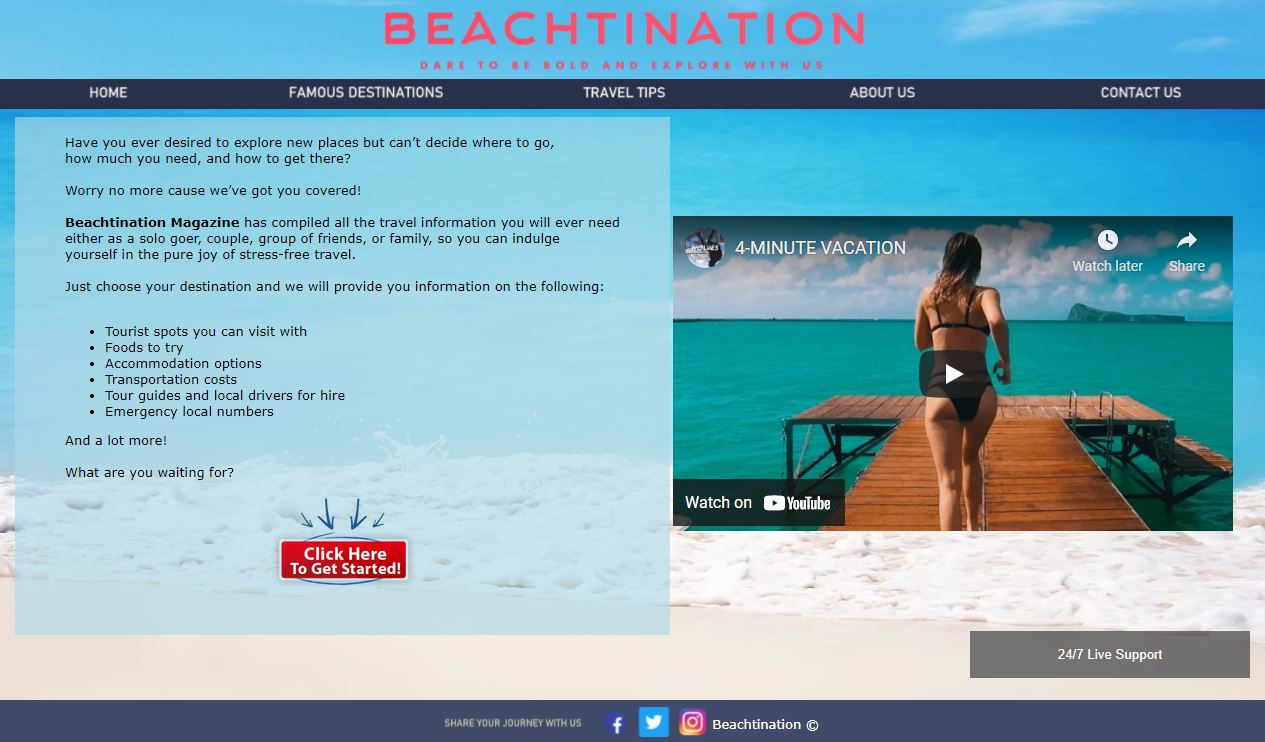 BEACHTINATION
DARE TO BE BOLD AND EXPLORE WITH US
HOME
FAMOUS DESTINATIONS
TRAVEL TIPS
ABOUT US
CONTACT US
Have you ever desired to explore new places but can’t decide where to go,
how much you need, and how to get there?
Worry no more cause we’ve got you covered!
Beachtination Magazine has compiled all the travel information you will ever need
either as a solo goer, couple, group of friends, or family, so you can indulge
yourself in the pure joy of stress-free travel.
Just choose your destination and we will provide you information on the following:
• Tourist spots you can visit with
• Foods to try
• Accommodation options
• Transportation costs
• Tour guides and local drivers for hire
• Emergency local numbers
And a lot more!
What are you waiting for?
Click Here
To Get Started!
WOLVES
4-MINUTE VACATION
Watch later
Share
Watch on YouTube
24/7 Live Support
SHARE YOUR JOURNEY WITH US
Beachtination ©